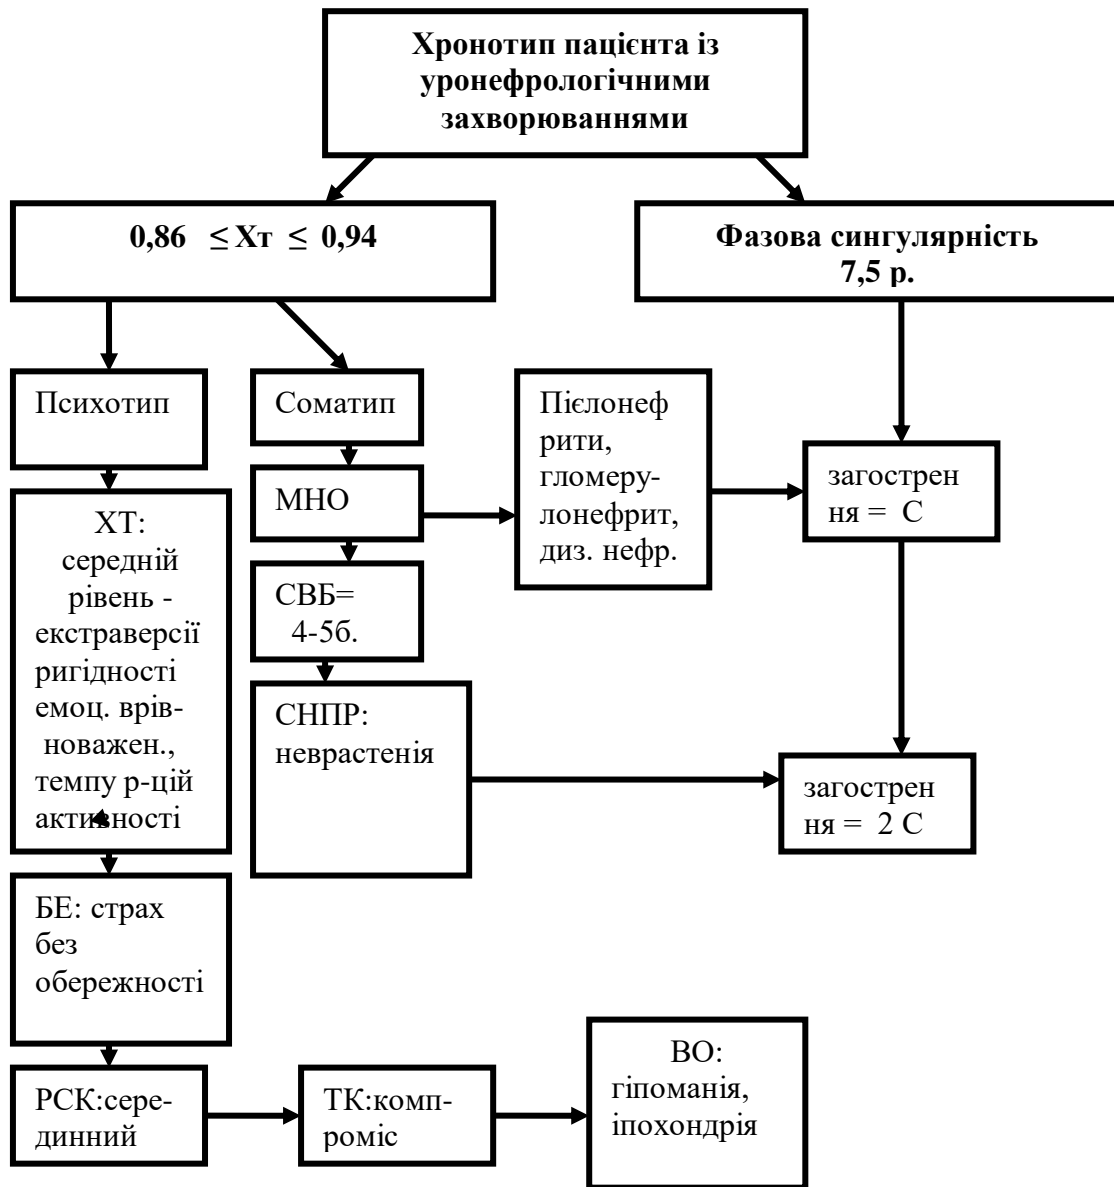 Хронотип пацієнта із
уронефрологічними
захворюваннями
0,86 ≤ Хт ≤ 0,94
Фазова сингулярність
7,5 р.
Психотип
Соматип
Пієлонеф
рити,
гломеру-
лонефрит,
диз. нефр.
загострен
ня = С
МНО
ХТ:
середній
рівень -
екстраверсії
ригідності
емоц. врів-
новажен.,
темпу р-цій
активності
СВБ=
4-5б.
СНПР:
неврастенія
загострен
ня = 2 С
БЕ: страх
без
обережності
РСК:сере-
динний
ТК:комп-
роміс
ВО:
гіпоманія,
іпохондрія